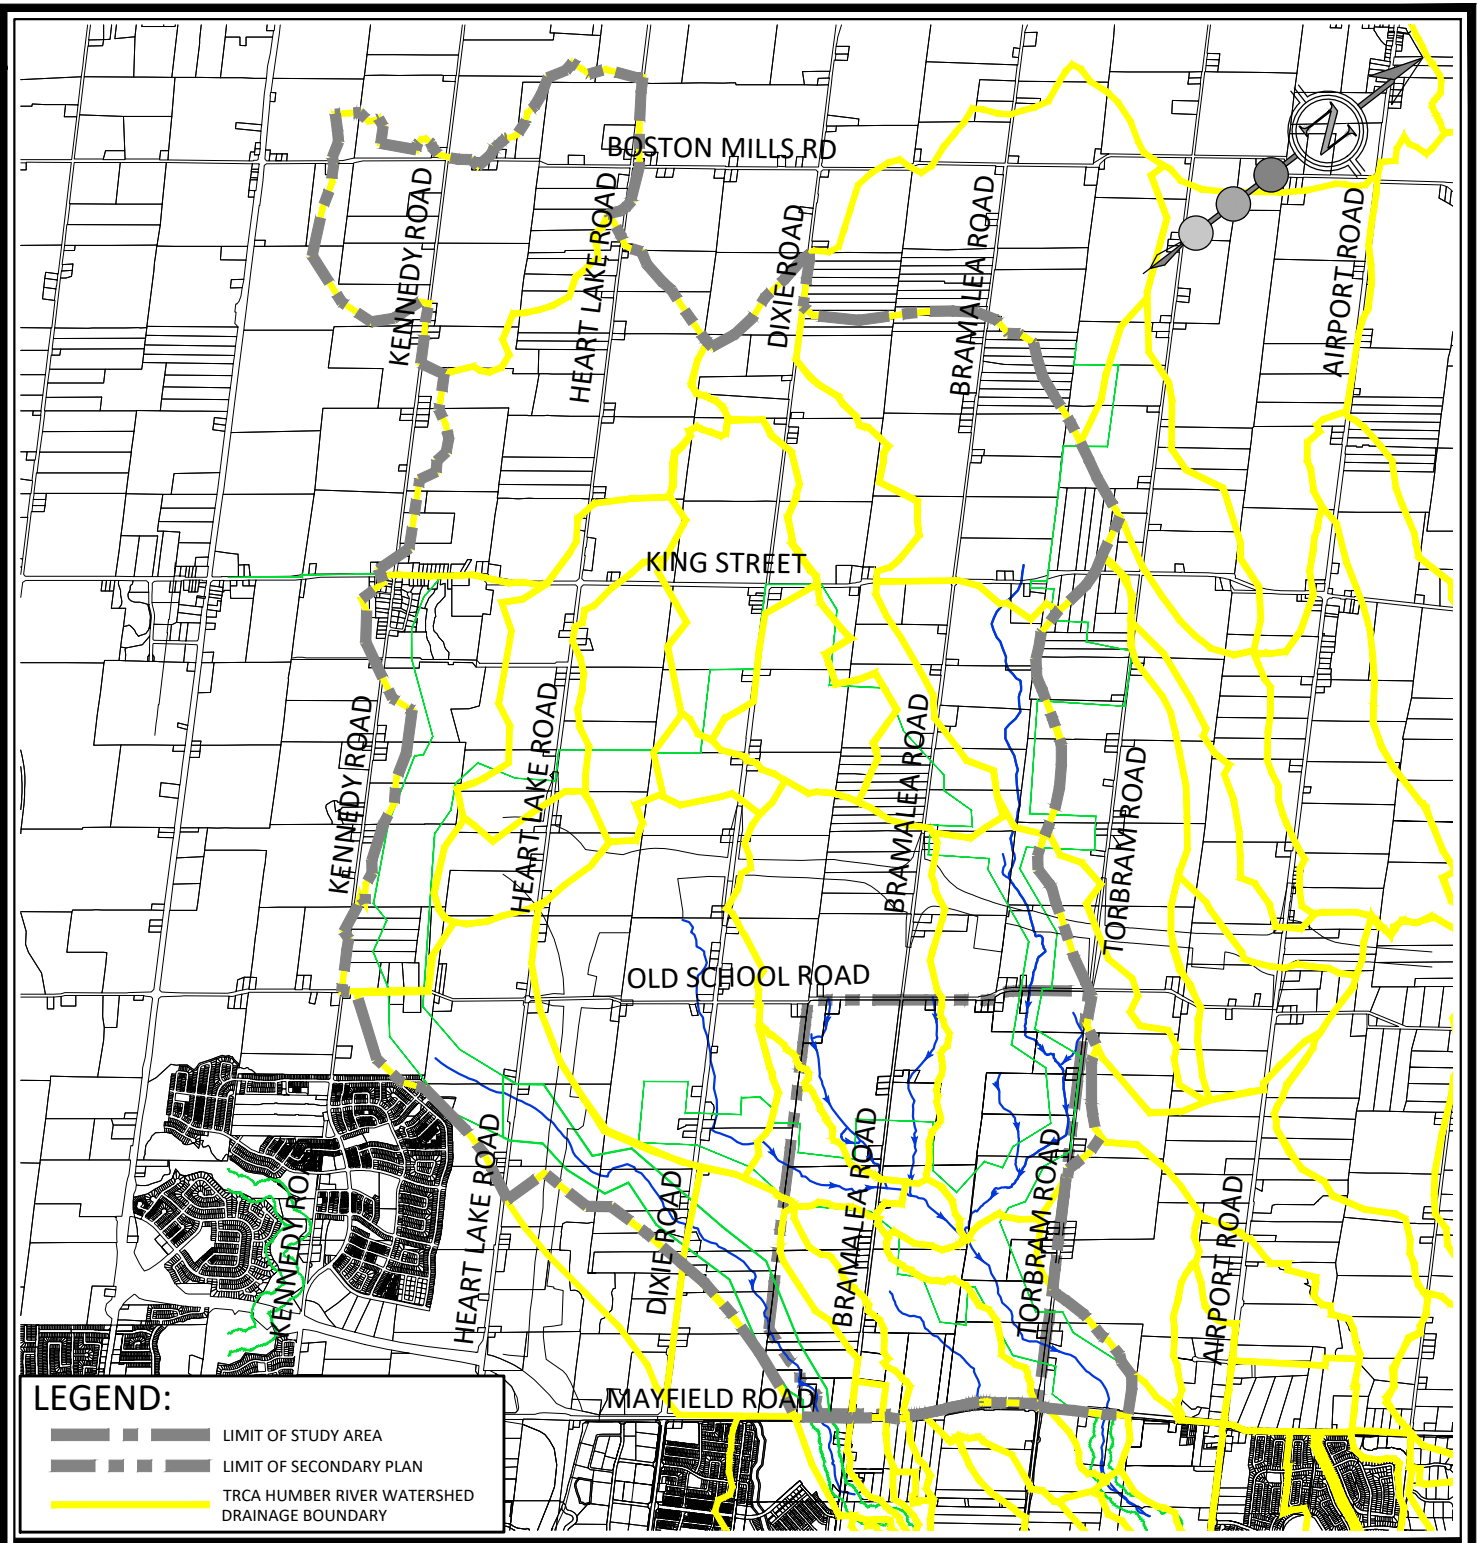 N
BOSTON MILLS RD
KENNEDY ROAD
HEART LAKE ROAD
DIXIE ROAD
BRAMALEA ROAD
AIRPORT ROAD
KING STREET
KENNEDY ROAD
HEART LAKE ROAD
BRAMALEA ROAD
TORBRAM ROAD
OLD SCHOOL ROAD
KENNEDY RO
HEART LAKE ROAD
DIXIE ROAD
BRAMALEA ROAD
TORBRAM ROAD
AIRPORT ROAD
MAYFIELD ROAD
LEGEND:
LIMIT OF STUDY AREA
LIMIT OF SECONDARY PLAN
TRCA HUMBER RIVER WATERSHED
DRAINAGE BOUNDARY